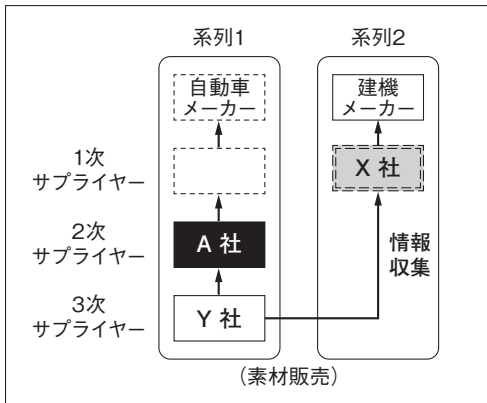 系列1
系列2
自動車
メーカー
建機
メーカー
1次
サプライヤー
X 社
2次
サプライヤー
A 社
情報
収集
3次
サプライヤー
Y 社
(素材販売)